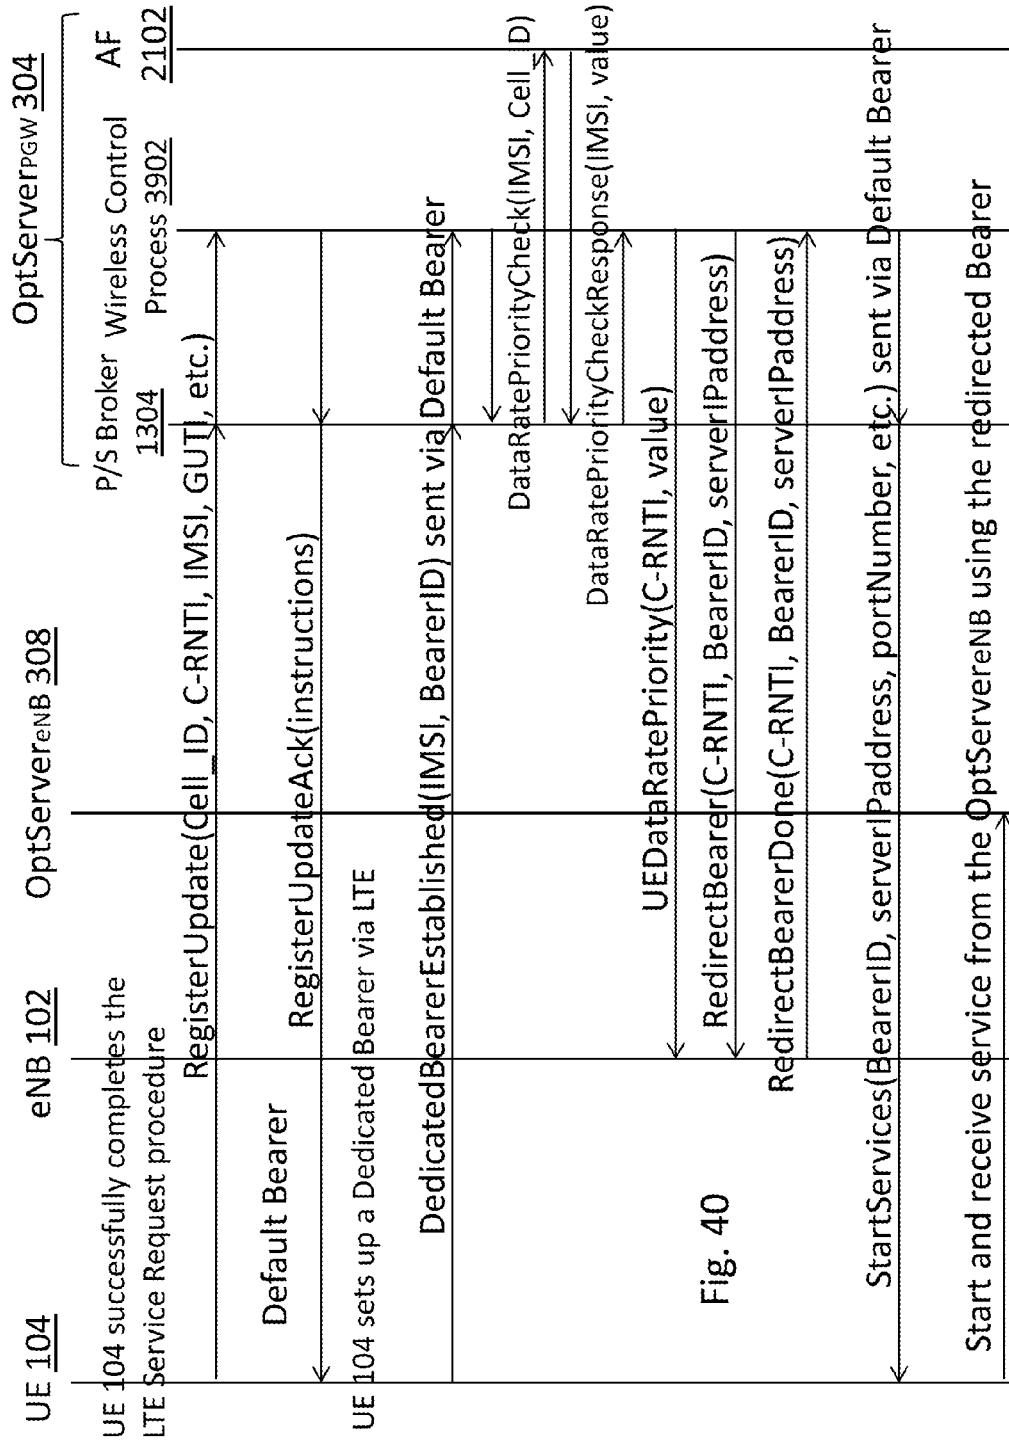 UE 104
eNB 102
OptServereNB 308
OptServerPGW 304
P/S Broker
1304
Wireless Control
Process 3902
AF
2102
UE 104 successfully completes the
LTE Service Request procedure
RegisterUpdate(Cell_ID, C-RNTI, IMSI, GUTI, etc.)
Default Bearer
RegisterUpdateAck(instructions)
UE 104 sets up a Dedicated Bearer via LTE
DedicatedBearerEstablished(IMSI, BearerID) sent via Default Bearer
DataRatePriorityCheck(IMSI, Cell_ID)
DataRatePriorityCheckResponse(IMSI, value)
UEDataRatePriority(C-RNTI, value)
RedirectBearer(C-RNTI, BearerID, serverIPaddress)
RedirectBearerDone(C-RNTI, BearerID, serverIPaddress)
StartServices(BearerID, serverIPaddress, portNumber, etc.) sent via Default Bearer
Start and receive service from the OptServereNB using the redirected Bearer
Fig. 40